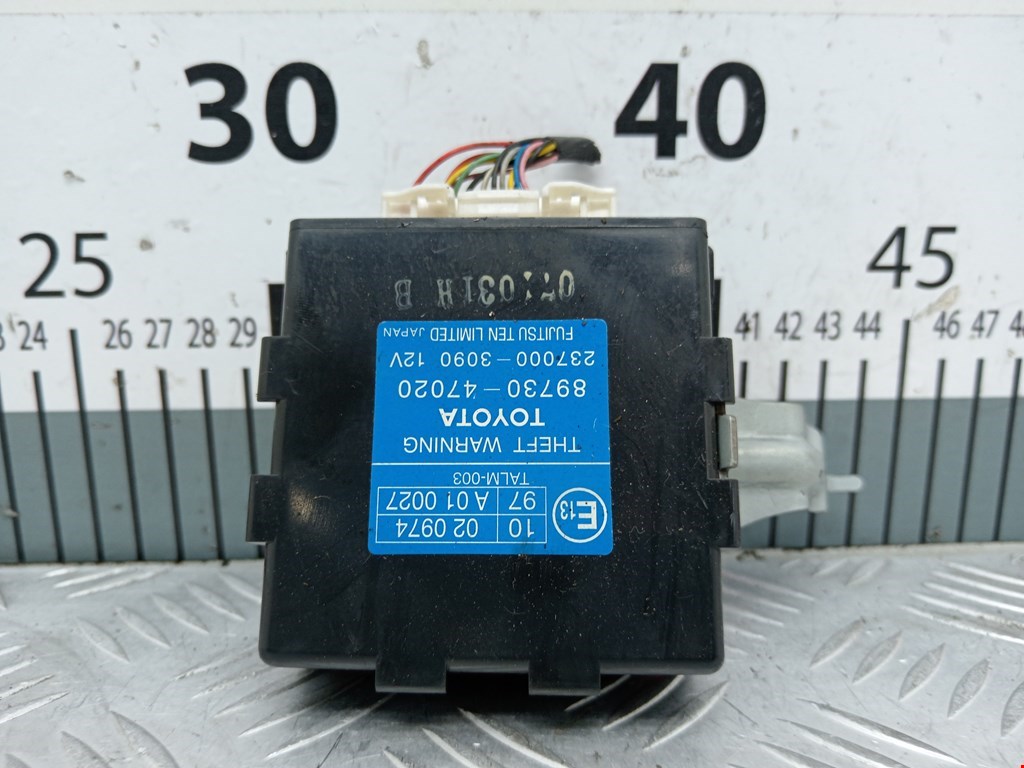 30 40
25 45
24 26 27 28 29 41 42 43 44 46 47 48
E13
10 02 0974
97 A 01 0027
TALM-003
THEFT WARNING
TOYOTA
89730-47020
237000-3090 12V
FUJITSU TEN LIMITED JAPAN